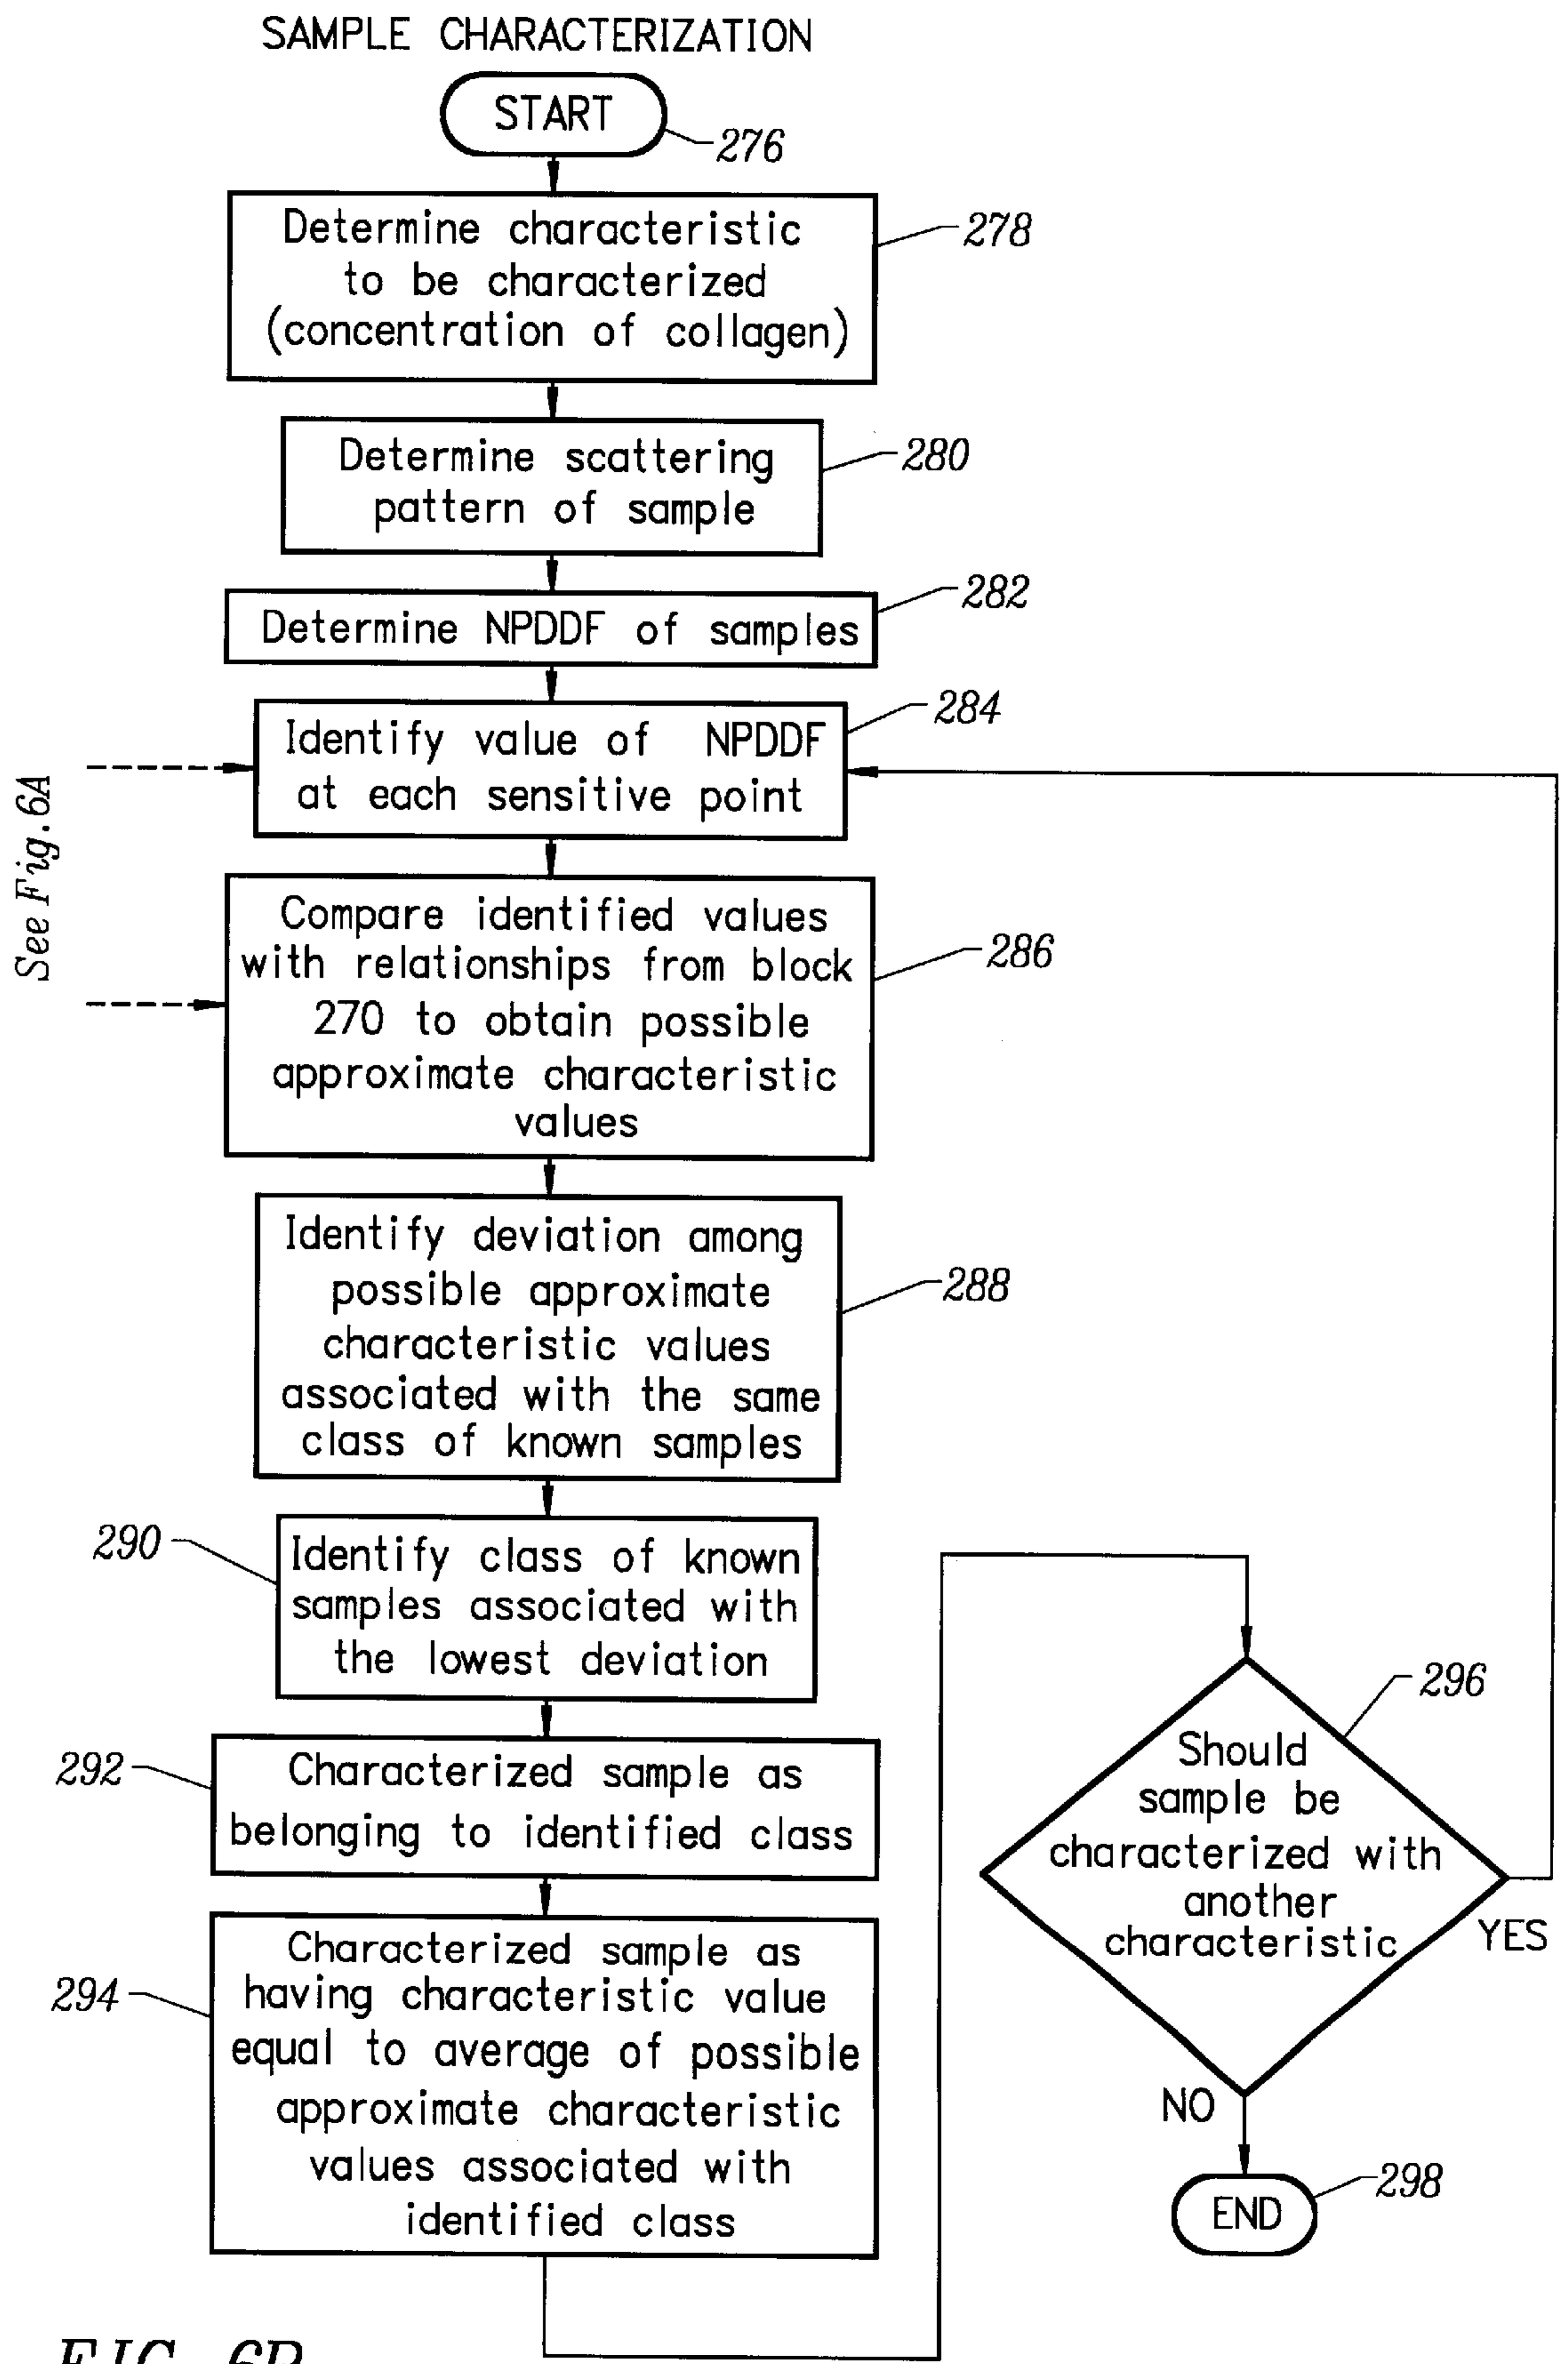 SAMPLE CHARACTERIZATION
START
276
Determine characteristic
to be characterized
(concentration of collagen)
278
Determine scattering
pattern of sample
280
Determine NPDDF of samples
282
Identify value of NPDDF
at each sensitive point
284
See Fig.6A
Compare identified values
with relationships from block
270 to obtain possible
approximate characteristic
values
286
Identify deviation among
possible approximate
characteristic values
associated with the same
class of known samples
288
Identify class of known
samples associated with
the lowest deviation
290
Characterized sample as
belonging to identified class
292
Characterized sample as
having characteristic value
equal to average of possible
approximate characteristic
values associated with
identified class
294
Should
sample be
characterized with
another
characteristic
296
YES
NO
END
298
FIG. 6B